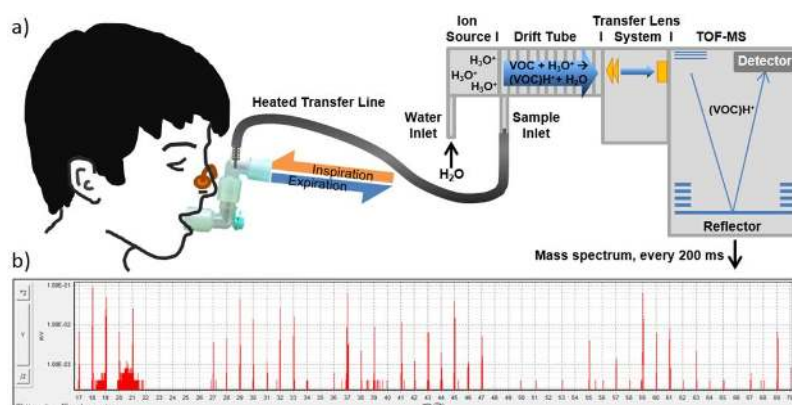 a)
Ion
Source I
Drift Tube
Transfer Lens
I System I
TOF-MS
H₃O⁺
H₃O⁺
H₃O⁺
VOC + H₃O⁺ →
(VOC)H⁺ + H₂O
Detector
(VOC)H⁺
Heated Transfer Line
Water
Inlet
Sample
Inlet
H₂O
Inspiration
Expiration
Reflector
Mass spectrum, every 200 ms
b)
1.00E-01
1.00E-02
1.00E-03
17 18 19 20 21 22 23 24 25 26 27 28 29 30 31 32 33 34 35 36 37 38 39 40 41 42 43 44 45 46 47 48 49 50 51 52 53 54 55 56 57 58 59 60 61 62 63 64 65 66 67 68 69 70